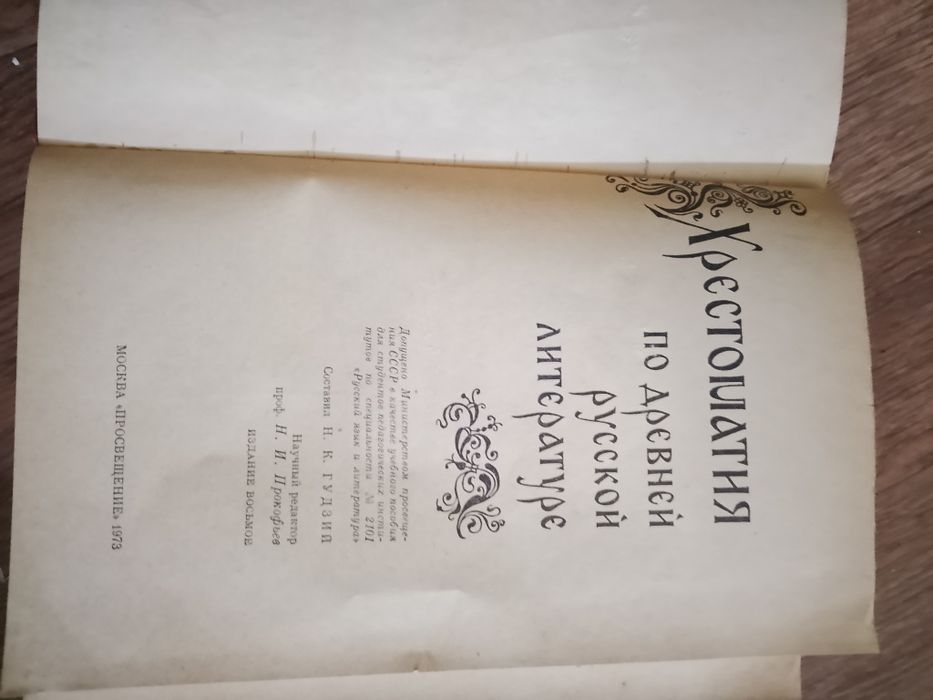 Хрестоматия
по древней
русской
литературе
Допущено Министерством просвеще-
ния СССР в качестве учебного пособия
для студентов педагогических инсти-
тутов по специальности № 2101
«Русский язык и литература»
Составил Н. К. ГУДЗИЙ
Научный редактор
проф. Н. И. Прокофьев
ИЗДАНИЕ ВОСЬМОЕ
МОСКВА «ПРОСВЕЩЕНИЕ» 1973